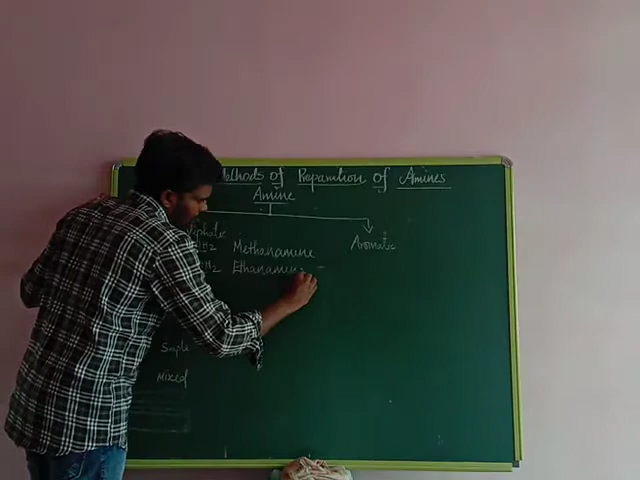 Methods of Preparation of Amines
Amine
Aliphatic Aromatic
NH2 Methanamine
NH2 Ethanamine
Simple
Mixed